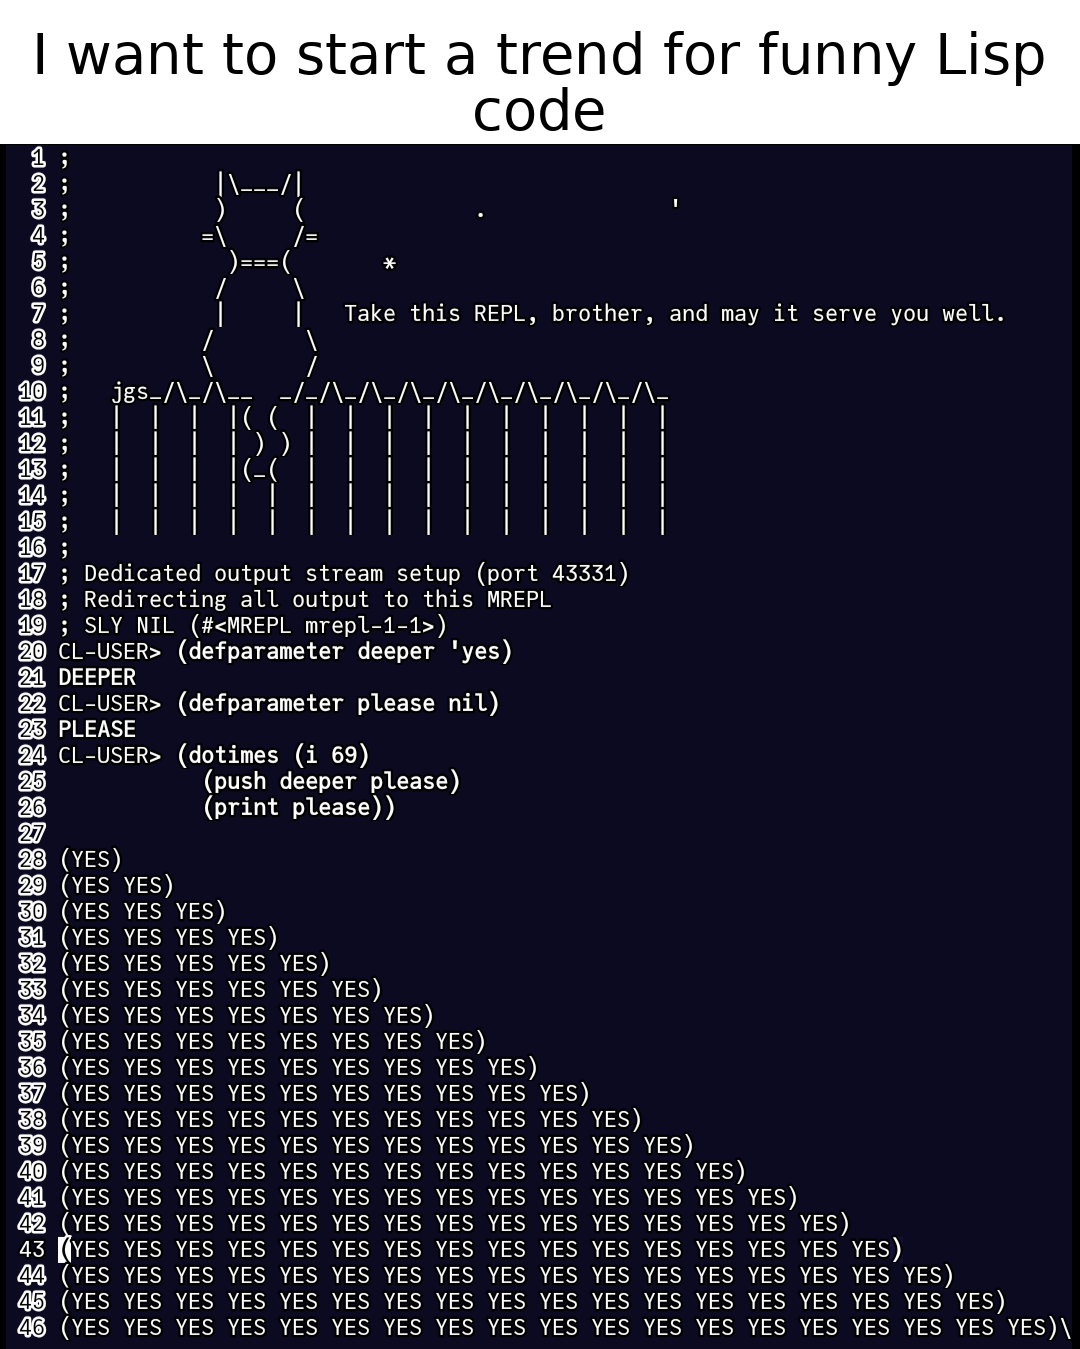 I want to start a trend for funny Lisp
code
1 ;
2 ;           |\___/|
3 ;           )     (             .              '
4 ;          =\     /=
5 ;            )===(       *
6 ;           /     \
7 ;           |     |   Take this REPL, brother, and may it serve you well.
8 ;          /       \
9 ;          \       /
10 ;   jgs_/\_/\__  _/_/\_/\_/\_/\_/\_/\_/\_/\_/\_
11 ;   |  |  |  |( (  |  |  |  |  |  |  |  |  |  |
12 ;   |  |  |  | ) ) |  |  |  |  |  |  |  |  |  |
13 ;   |  |  |  |(_(  |  |  |  |  |  |  |  |  |  |
14 ;   |  |  |  |  |  |  |  |  |  |  |  |  |  |  |
15 ;   |  |  |  |  |  |  |  |  |  |  |  |  |  |  |
16 ;
17 ; Dedicated output stream setup (port 43331)
18 ; Redirecting all output to this MREPL
19 ; SLY NIL (#<MREPL mrepl-1-1>)
20 CL-USER> (defparameter deeper 'yes)
21 DEEPER
22 CL-USER> (defparameter please nil)
23 PLEASE
24 CL-USER> (dotimes (i 69)
25            (push deeper please)
26            (print please))
27
28 (YES)
29 (YES YES)
30 (YES YES YES)
31 (YES YES YES YES)
32 (YES YES YES YES YES)
33 (YES YES YES YES YES YES)
34 (YES YES YES YES YES YES YES)
35 (YES YES YES YES YES YES YES YES)
36 (YES YES YES YES YES YES YES YES YES)
37 (YES YES YES YES YES YES YES YES YES YES)
38 (YES YES YES YES YES YES YES YES YES YES YES)
39 (YES YES YES YES YES YES YES YES YES YES YES YES)
40 (YES YES YES YES YES YES YES YES YES YES YES YES YES)
41 (YES YES YES YES YES YES YES YES YES YES YES YES YES YES)
42 (YES YES YES YES YES YES YES YES YES YES YES YES YES YES YES)
43 (YES YES YES YES YES YES YES YES YES YES YES YES YES YES YES YES)
44 (YES YES YES YES YES YES YES YES YES YES YES YES YES YES YES YES YES)
45 (YES YES YES YES YES YES YES YES YES YES YES YES YES YES YES YES YES YES)
46 (YES YES YES YES YES YES YES YES YES YES YES YES YES YES YES YES YES YES YES)\